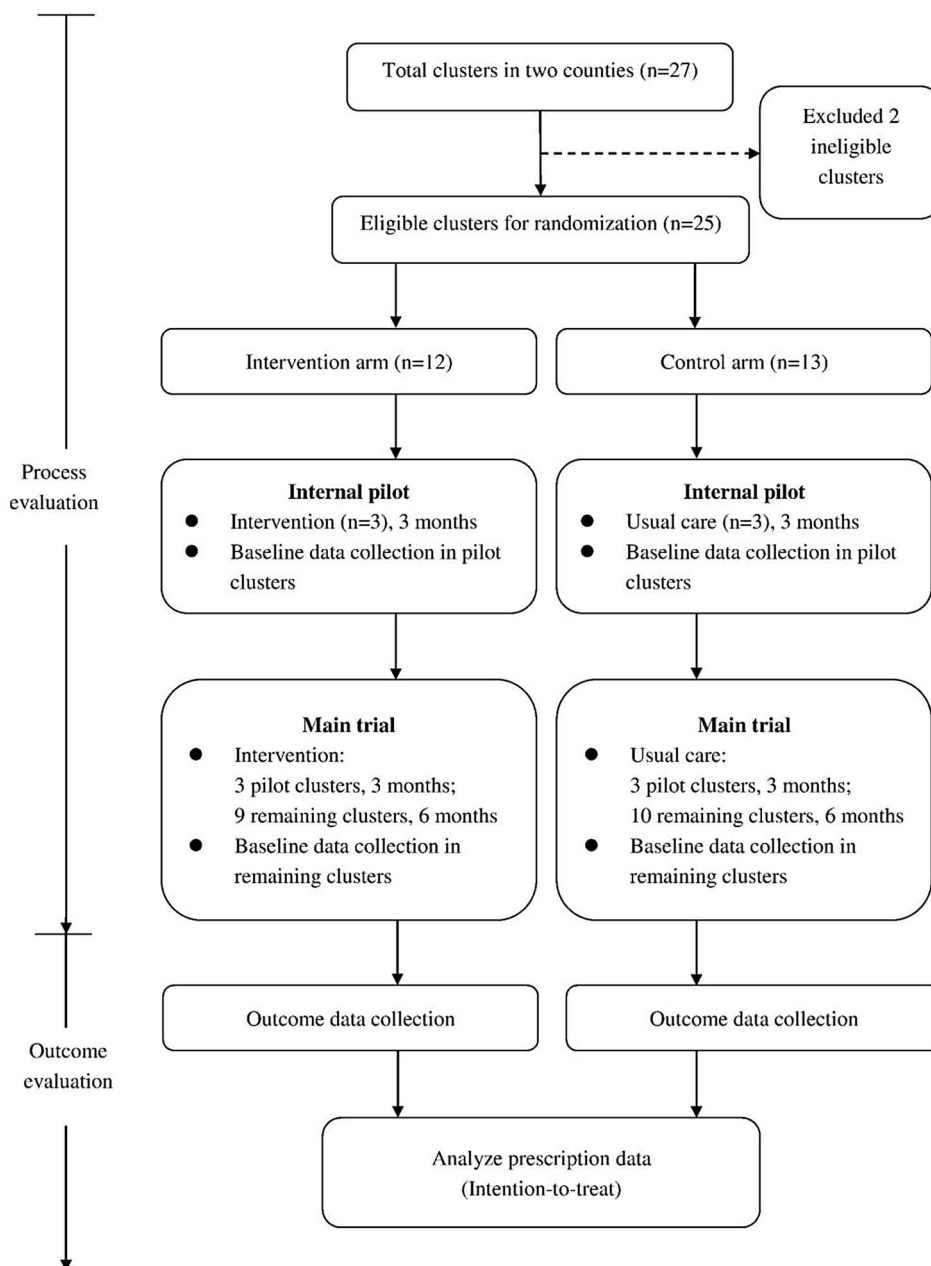 Total clusters in two counties (n=27)
Excluded 2
ineligible
clusters
Eligible clusters for randomization (n=25)
Intervention arm (n=12)
Control arm (n=13)
Process
evaluation
Internal pilot
● Intervention (n=3), 3 months
● Baseline data collection in pilot
clusters
Internal pilot
● Usual care (n=3), 3 months
● Baseline data collection in pilot
clusters
Main trial
● Intervention:
3 pilot clusters, 3 months;
9 remaining clusters, 6 months
● Baseline data collection in
remaining clusters
Main trial
● Usual care:
3 pilot clusters, 3 months;
10 remaining clusters, 6 months
● Baseline data collection in
remaining clusters
Outcome
evaluation
Outcome data collection
Outcome data collection
Analyze prescription data
(Intention-to-treat)